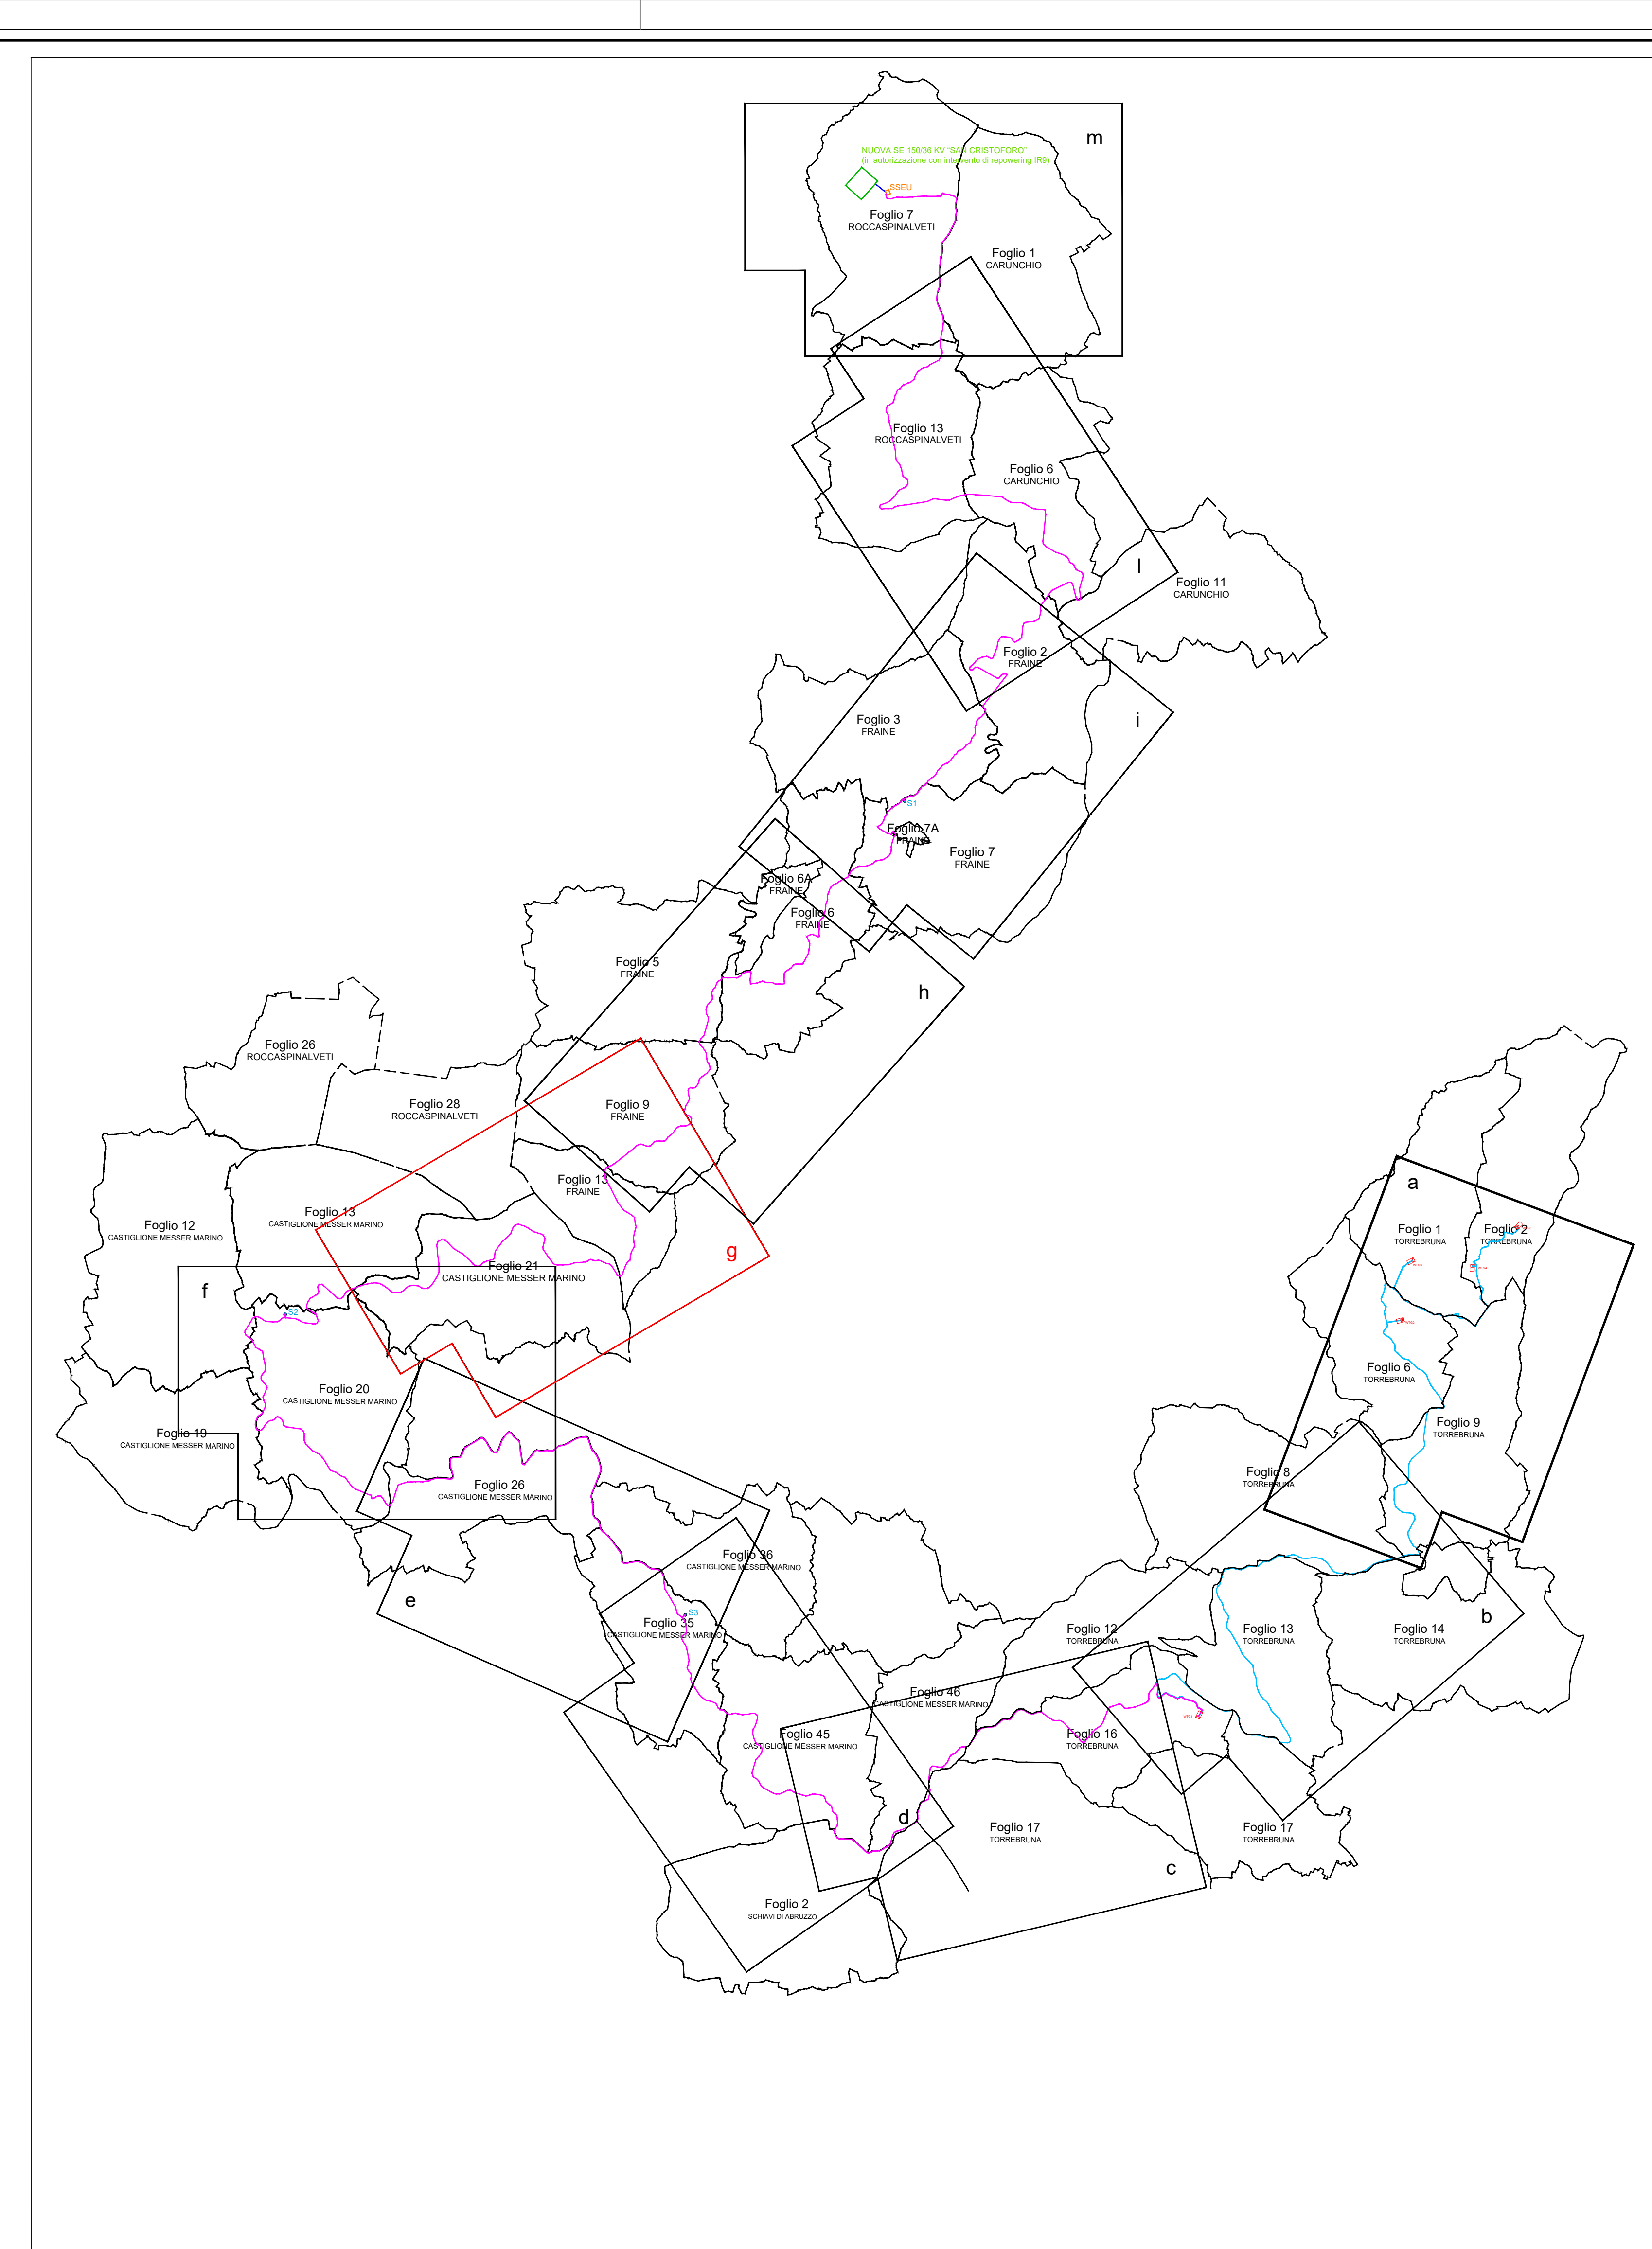 m
NUOVA SE 150/36 KV "SAN CRISTOFORO"
(in autorizzazione con intervento di repowering IR9)
SSEU
Foglio 7
ROCCASPINALVETI
Foglio 1
CARUNCHIO
Foglio 13
ROCCASPINALVETI
Foglio 6
CARUNCHIO
l
Foglio 11
CARUNCHIO
Foglio 2
FRAINE
i
Foglio 3
FRAINE
S1
Foglio 7A
FRAINE
Foglio 7
FRAINE
Foglio 6A
FRAINE
Foglio 6
FRAINE
Foglio 5
FRAINE
h
Foglio 26
ROCCASPINALVETI
Foglio 28
ROCCASPINALVETI
Foglio 9
FRAINE
Foglio 13
FRAINE
a
Foglio 12
CASTIGLIONE MESSER MARINO
Foglio 13
CASTIGLIONE MESSER MARINO
g
Foglio 1
TORREBRUNA
Foglio 2
TORREBRUNA
Foglio 21
CASTIGLIONE MESSER MARINO
f
S2
Foglio 6
TORREBRUNA
Foglio 20
CASTIGLIONE MESSER MARINO
Foglio 19
CASTIGLIONE MESSER MARINO
Foglio 9
TORREBRUNA
Foglio 8
TORREBRUNA
Foglio 26
CASTIGLIONE MESSER MARINO
Foglio 36
CASTIGLIONE MESSER MARINO
e
S3
Foglio 35
CASTIGLIONE MESSER MARINO
b
Foglio 12
TORREBRUNA
Foglio 13
TORREBRUNA
Foglio 14
TORREBRUNA
Foglio 46
CASTIGLIONE MESSER MARINO
Foglio 45
CASTIGLIONE MESSER MARINO
Foglio 16
TORREBRUNA
d
Foglio 17
TORREBRUNA
Foglio 17
TORREBRUNA
c
Foglio 2
SCHIAVI DI ABRUZZO